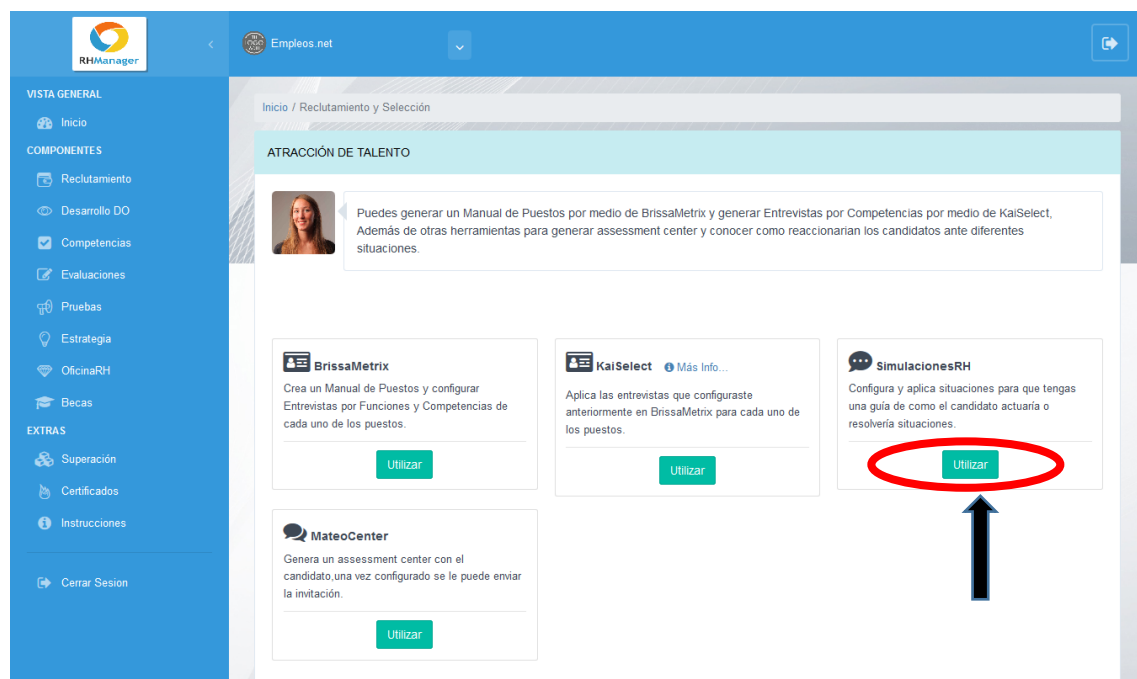 RHManager
Empleos.net
VISTA GENERAL
Inicio
COMPONENTES
Reclutamiento
Desarrollo DO
Competencias
Evaluaciones
Pruebas
Estrategia
OficinaRH
Becas
EXTRAS
Superación
Certificados
Instrucciones
Cerrar Sesion
Inicio / Reclutamiento y Selección
ATRACCIÓN DE TALENTO
Puedes generar un Manual de Puestos por medio de BrissaMetrix y generar Entrevistas por Competencias por medio de KaiSelect,
Además de otras herramientas para generar assessment center y conocer como reaccionarian los candidatos ante diferentes
situaciones.
BrissaMetrix
Crea un Manual de Puestos y configurar
Entrevistas por Funciones y Competencias de
cada uno de los puestos.
Utilizar
KaiSelect Más Info...
Aplica las entrevistas que configuraste
anteriormente en BrissaMetrix para cada uno de
los puestos.
Utilizar
SimulacionesRH
Configura y aplica situaciones para que tengas
una guía de como el candidato actuaría o
resolvería situaciones.
Utilizar
MateoCenter
Genera un assessment center con el
candidato,una vez configurado se le puede enviar
la invitación.
Utilizar